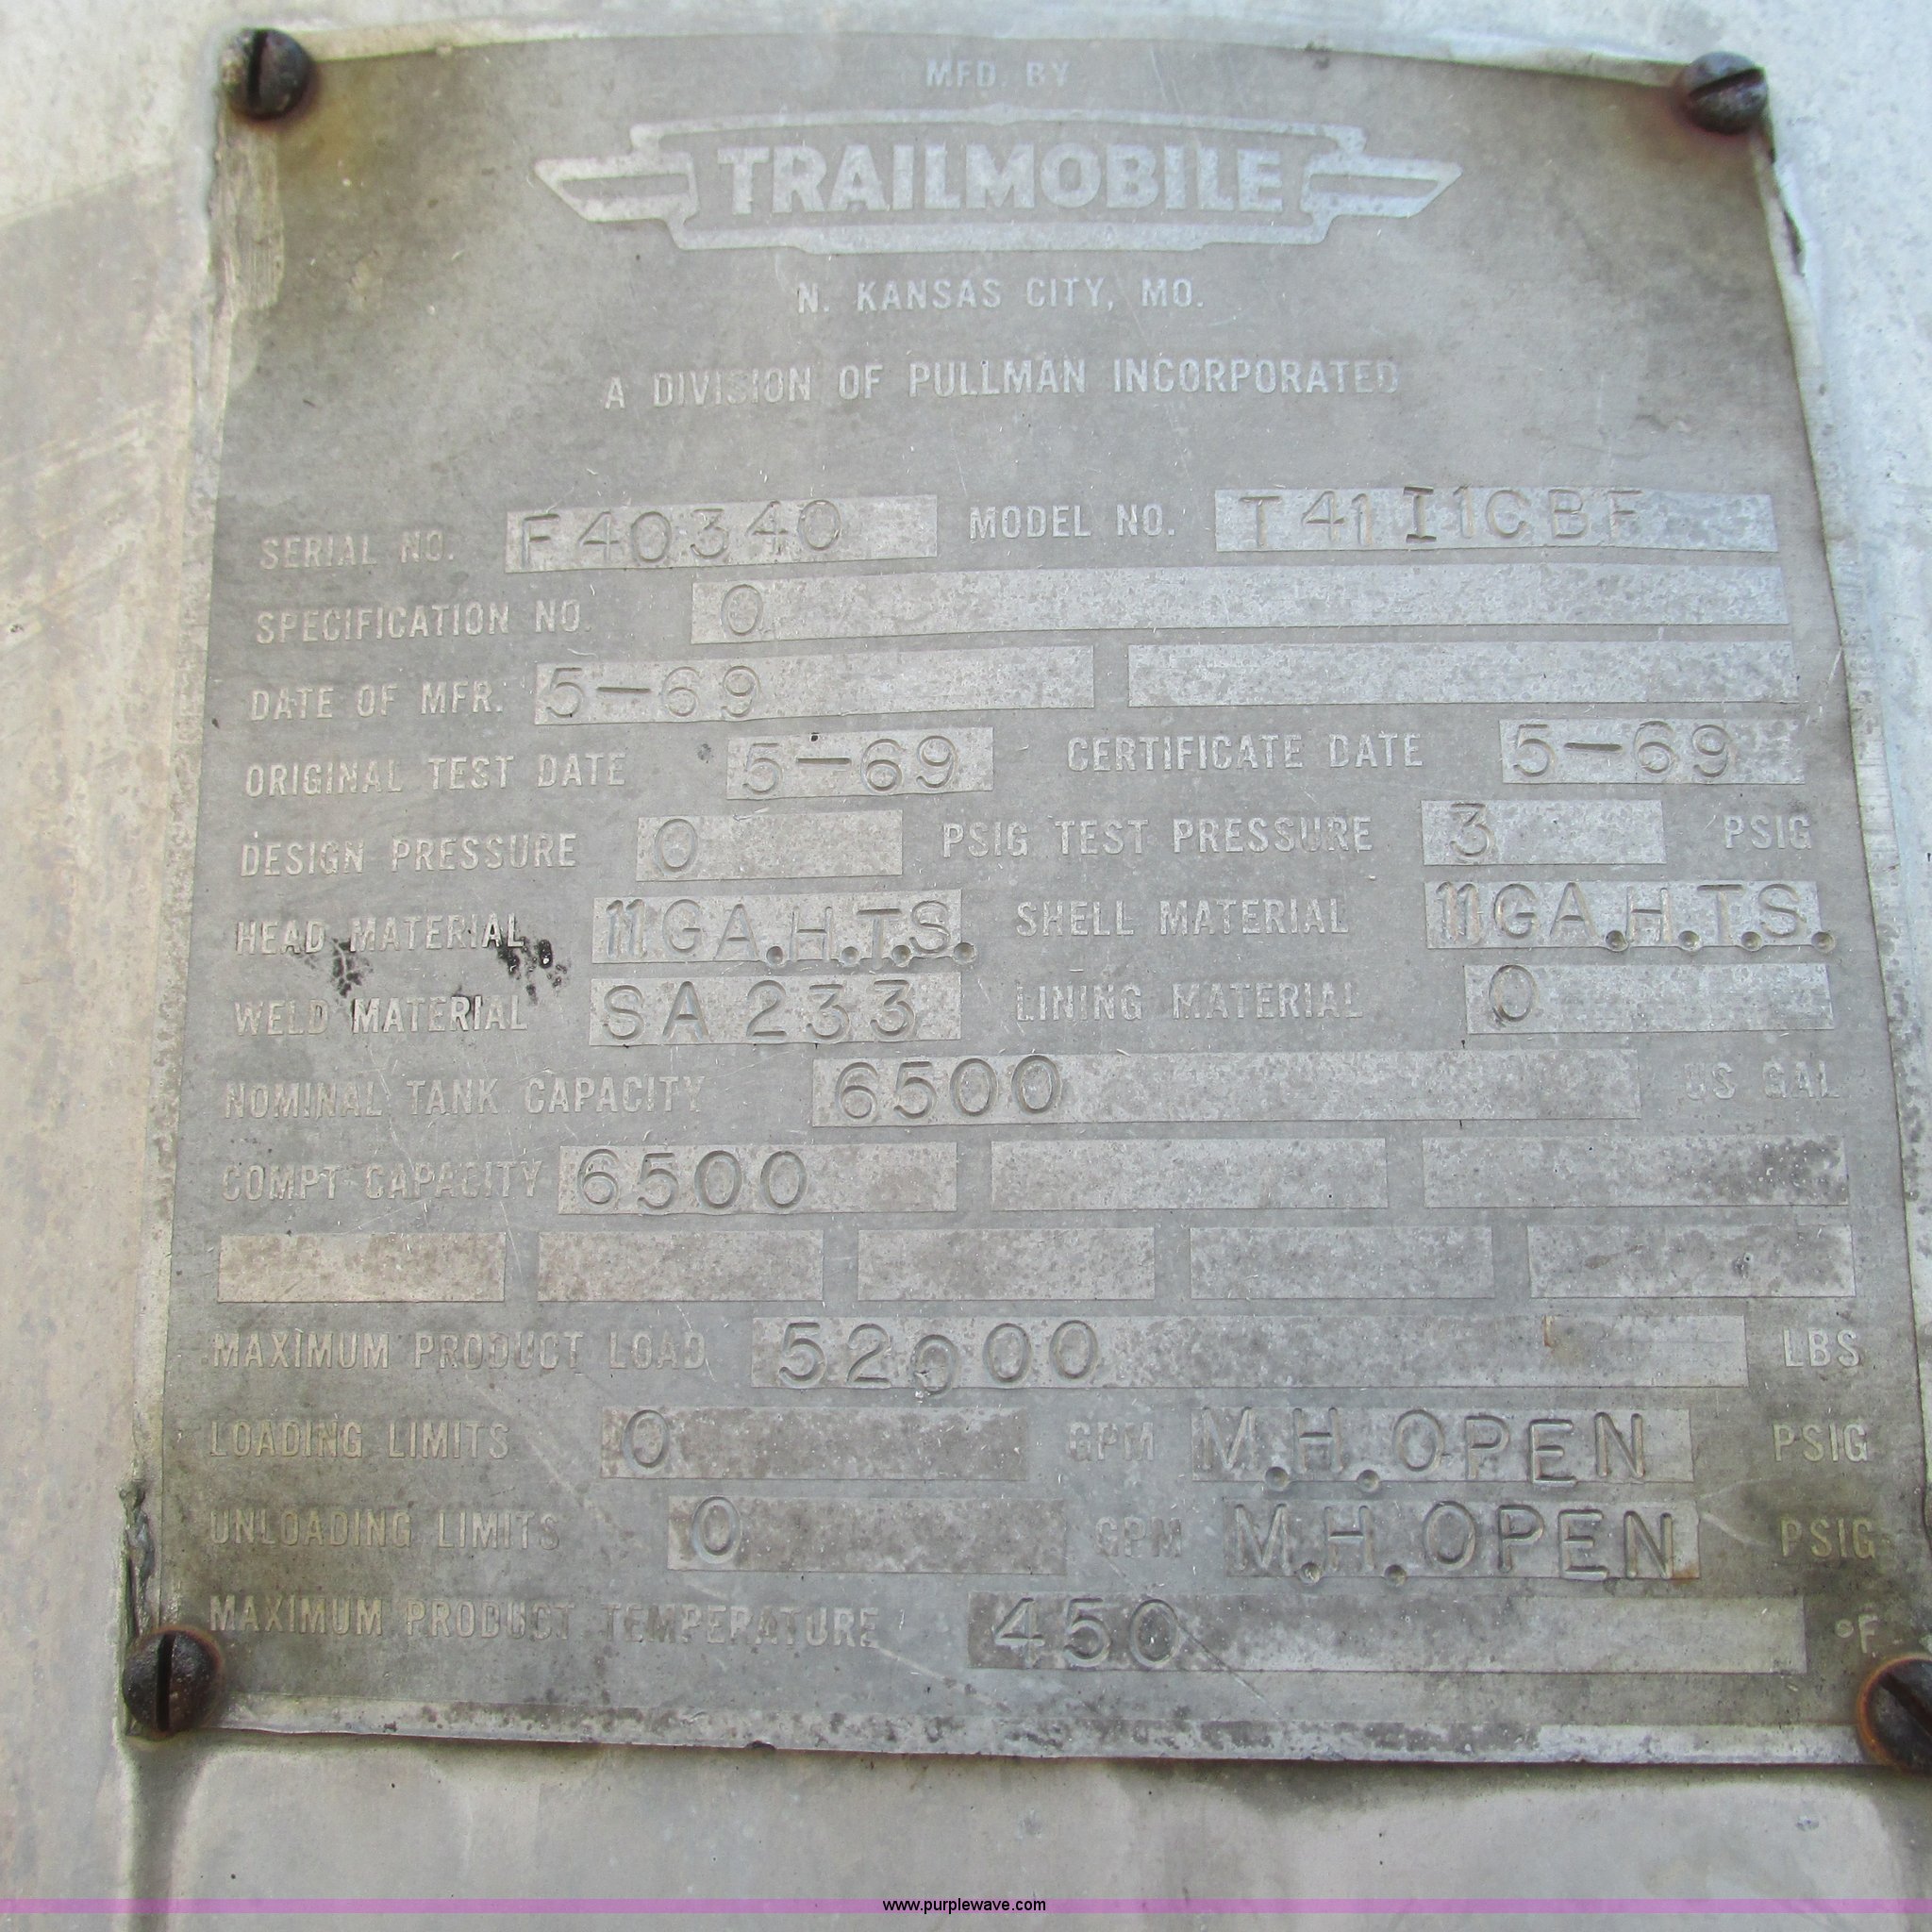 MFD. BY
TRAILMOBILE
N. KANSAS CITY, MO.
A DIVISION OF PULLMAN INCORPORATED
SERIAL NO. F40340 MODEL NO. T41I1CBF
SPECIFICATION NO. 0
DATE OF MFR. 5-69
ORIGINAL TEST DATE 5-69 CERTIFICATE DATE 5-69
DESIGN PRESSURE 0 PSIG TEST PRESSURE 3 PSIG
HEAD MATERIAL 11GA.H.T.S. SHELL MATERIAL 11GA.H.T.S.
WELD MATERIAL SA 233 LINING MATERIAL 0
NOMINAL TANK CAPACITY 6500 US GAL
COMPT CAPACITY 6500
MAXIMUM PRODUCT LOAD 52000 LBS
LOADING LIMITS 0 GPM M.H.OPEN PSIG
UNLOADING LIMITS 0 GPM M.H.OPEN PSIG
MAXIMUM PRODUCT TEMPERATURE 450 °F
www.purplewave.com